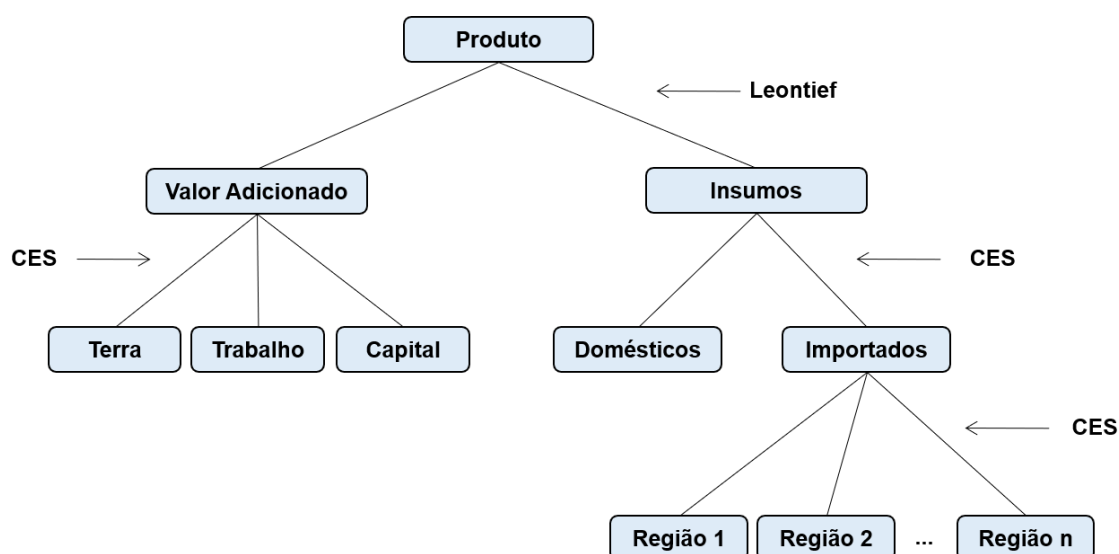 Produto
Leontief
Valor Adicionado
Insumos
CES
CES
Terra
Trabalho
Capital
Domésticos
Importados
CES
Região 1
Região 2
...
Região n